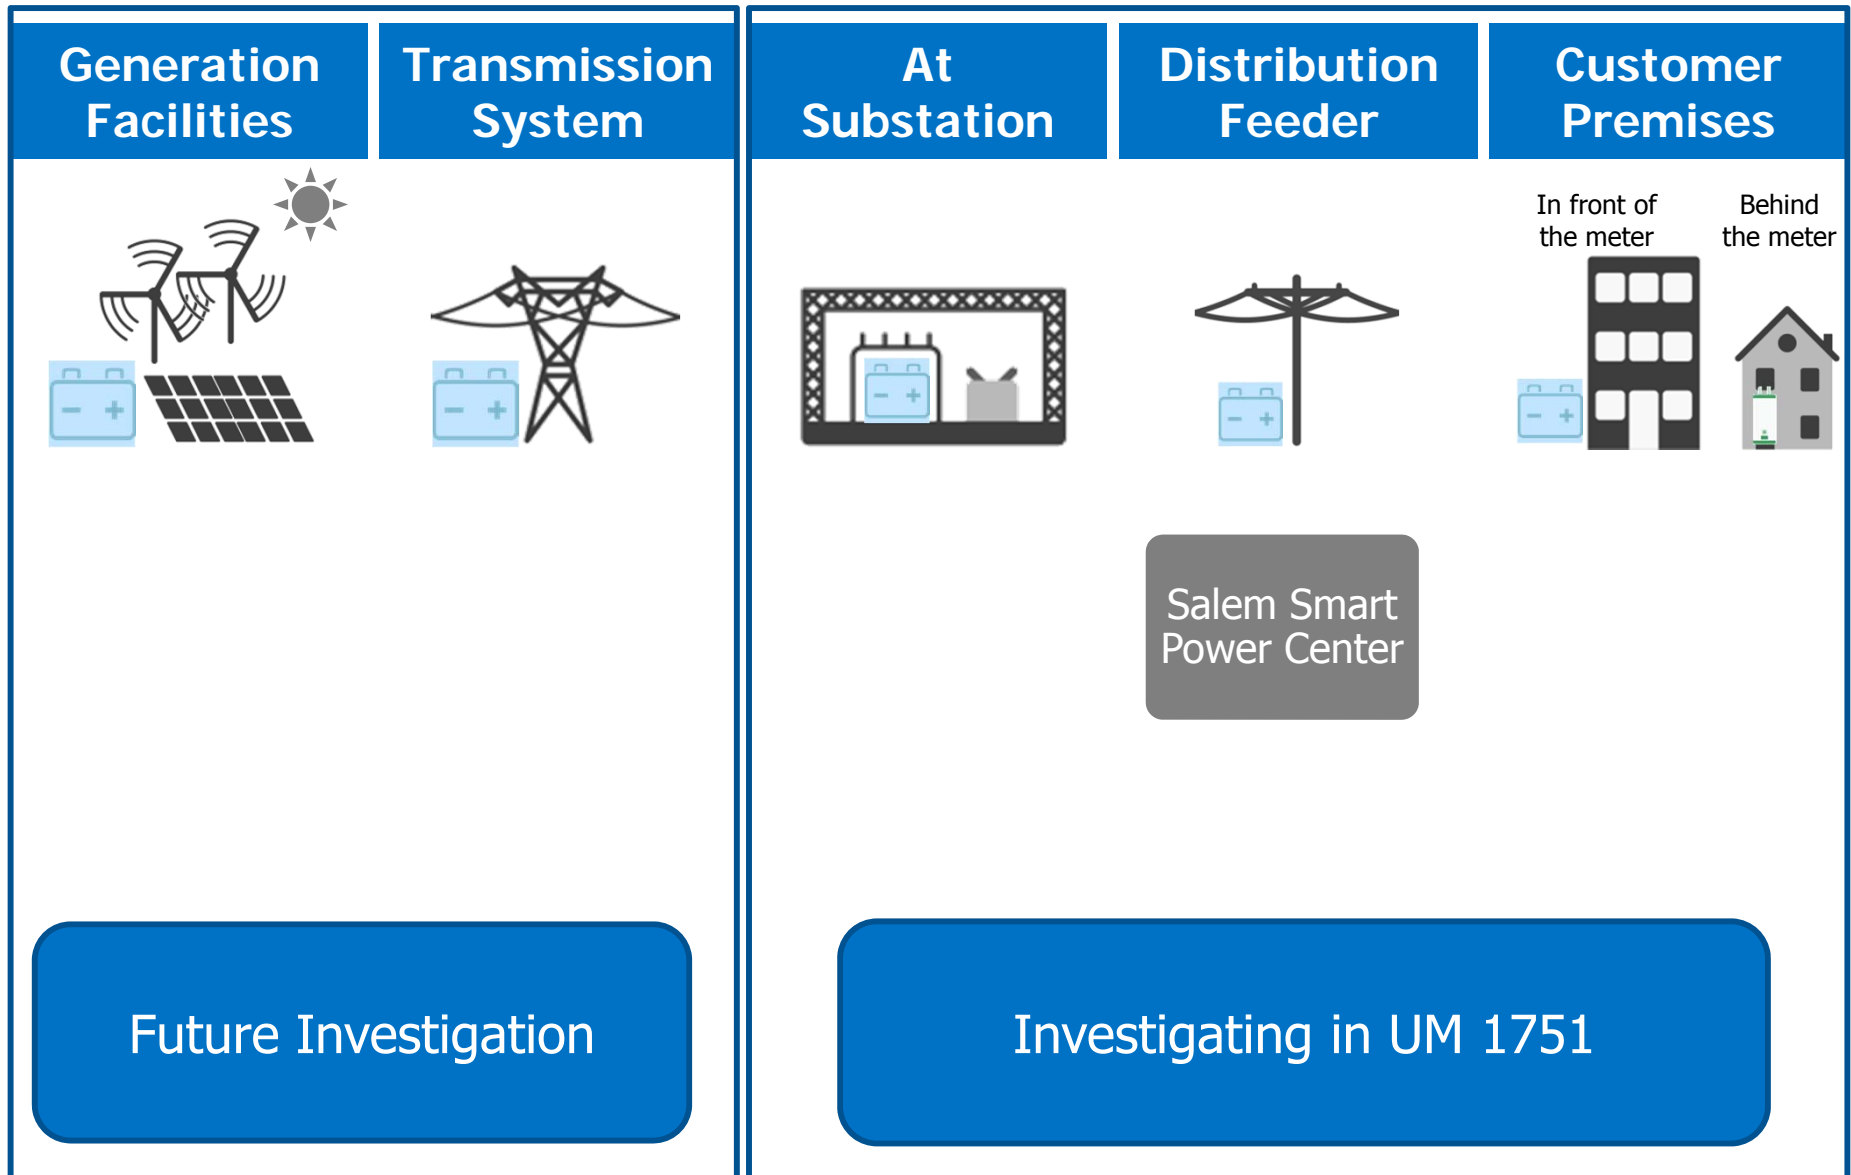 Generation
Facilities
Transmission
System
At
Substation
Distribution
Feeder
Customer
Premises
In front of
the meter
Behind
the meter
Salem Smart
Power Center
Future Investigation
Investigating in UM 1751